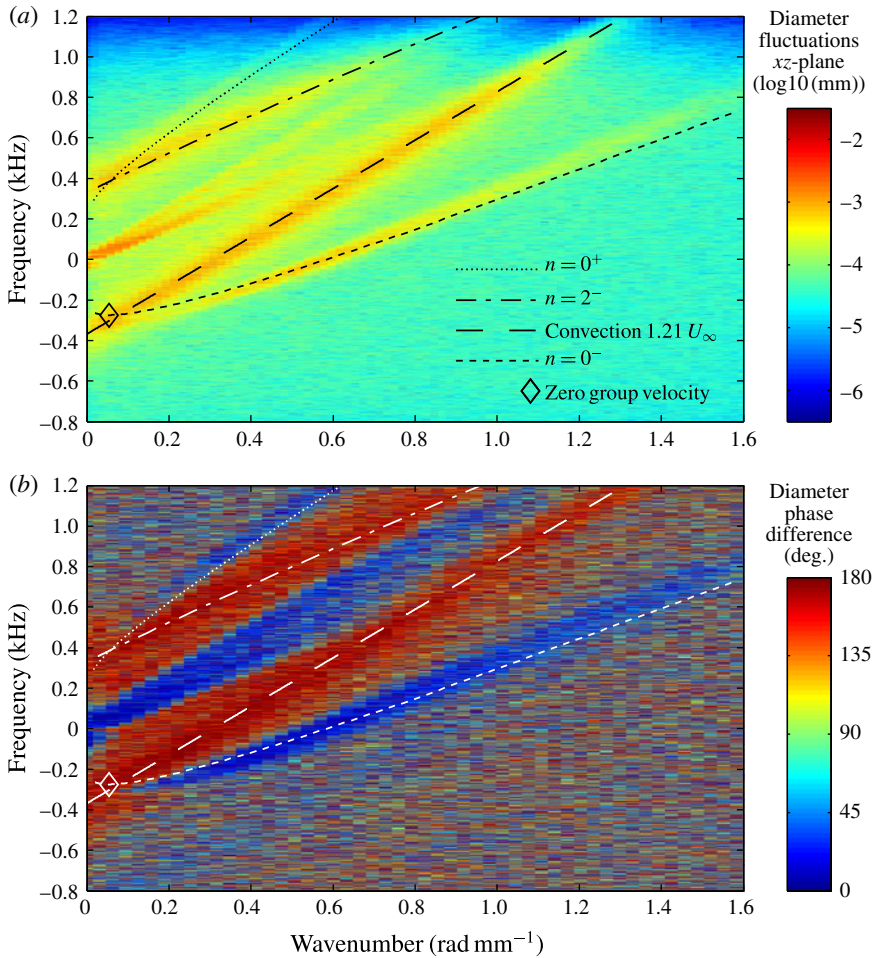 (a)
1.2
1.0
0.8
0.6
0.4
0.2
0
–0.2
–0.4
–0.6
–0.8
Frequency (kHz)
n = 0⁺
n = 2⁻
Convection 1.21 U∞
n = 0⁻
Zero group velocity
0 0.2 0.4 0.6 0.8 1.0 1.2 1.4 1.6
Diameter
fluctuations
xz-plane
(log10 (mm))
–2
–3
–4
–5
–6
(b)
1.2
1.0
0.8
0.6
0.4
0.2
0
–0.2
–0.4
–0.6
–0.8
Frequency (kHz)
0 0.2 0.4 0.6 0.8 1.0 1.2 1.4 1.6
Wavenumber (rad mm⁻¹)
Diameter
phase
difference
(deg.)
180
135
90
45
0